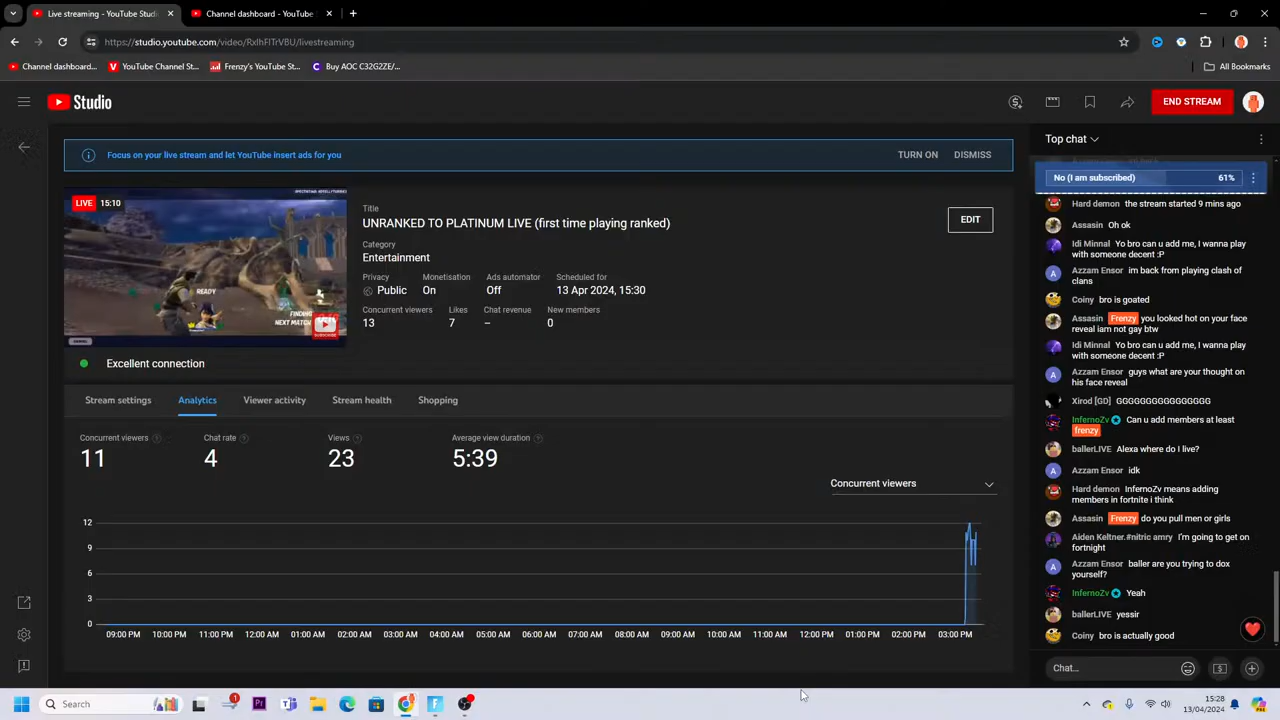 Live streaming - YouTube Studi
Channel dashboard - YouTube
https://studio.youtube.com/video/RxlhFlTrVBU/livestreaming
Channel dashboard...
YouTube Channel St...
Frenzy's YouTube St...
Buy AOC C32G2ZE/...
All Bookmarks
Studio
END STREAM
Focus on your live stream and let YouTube insert ads for you
TURN ON
DISMISS
LIVE 15:10
READY
FINDING
NEXT MATCH
SUBSCRIBE
Title
UNRANKED TO PLATINUM LIVE (first time playing ranked)
EDIT
Category
Entertainment
Privacy Monetisation Ads automator Scheduled for
Public On Off 13 Apr 2024, 15:30
Concurrent viewers Likes Chat revenue New members
13 7 – 0
Excellent connection
Stream settings Analytics Viewer activity Stream health Shopping
Concurrent viewers Chat rate Views Average view duration
11 4 23 5:39
Concurrent viewers
12
9
6
3
0
09:00 PM 10:00 PM 11:00 PM 12:00 AM 01:00 AM 02:00 AM 03:00 AM 04:00 AM 05:00 AM 06:00 AM 07:00 AM 08:00 AM 09:00 AM 10:00 AM 11:00 AM 12:00 PM 01:00 PM 02:00 PM 03:00 PM
Top chat
No (I am subscribed) 61%
Hard demon the stream started 9 mins ago
Assasin Oh ok
Idi Minnal Yo bro can u add me, I wanna play
with someone decent :P
Azzam Ensor im back from playing clash of
clans
Coiny bro is goated
Assasin Frenzy you looked hot on your face
reveal iam not gay btw
Idi Minnal Yo bro can u add me, I wanna play
with someone decent :P
Azzam Ensor guys what are your thought on
his face reveal
Xirod [GD] GGGGGGGGGGGGGGGG
InfernoZv Can u add members at least
frenzy
ballerLIVE Alexa where do I live?
Azzam Ensor idk
Hard demon InfernoZv means adding
members in fortnite i think
Assasin Frenzy do you pull men or girls
Aiden Keltner.#nitric amry I'm going to get on
fortnight
Azzam Ensor baller are you trying to dox
yourself?
InfernoZv Yeah
ballerLIVE yessir
Coiny bro is actually good
Chat...
Search
1
15:28
13/04/2024